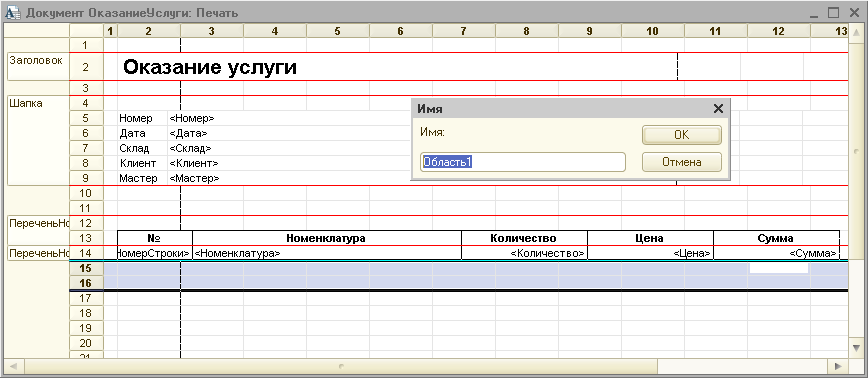 Документ ОказаниеУслуги: Печать
1 2 3 4 5 6 7 8 9 10 11 12 13
1
Заголовок 2 Оказание услуги
3
Шапка 4
5 Номер <Номер>
6 Дата <Дата>
7 Склад <Склад>
8 Клиент <Клиент>
9 Мастер <Мастер>
Имя
Имя:
OK
Область1
Отмена
10
11
ПереченьНо 12
13 № Номенклатура Количество Цена Сумма
ПереченьНо 14 НомерСтроки> <Номенклатура> <Количество> <Цена> <Сумма>
15
16
17
18
19
20
21